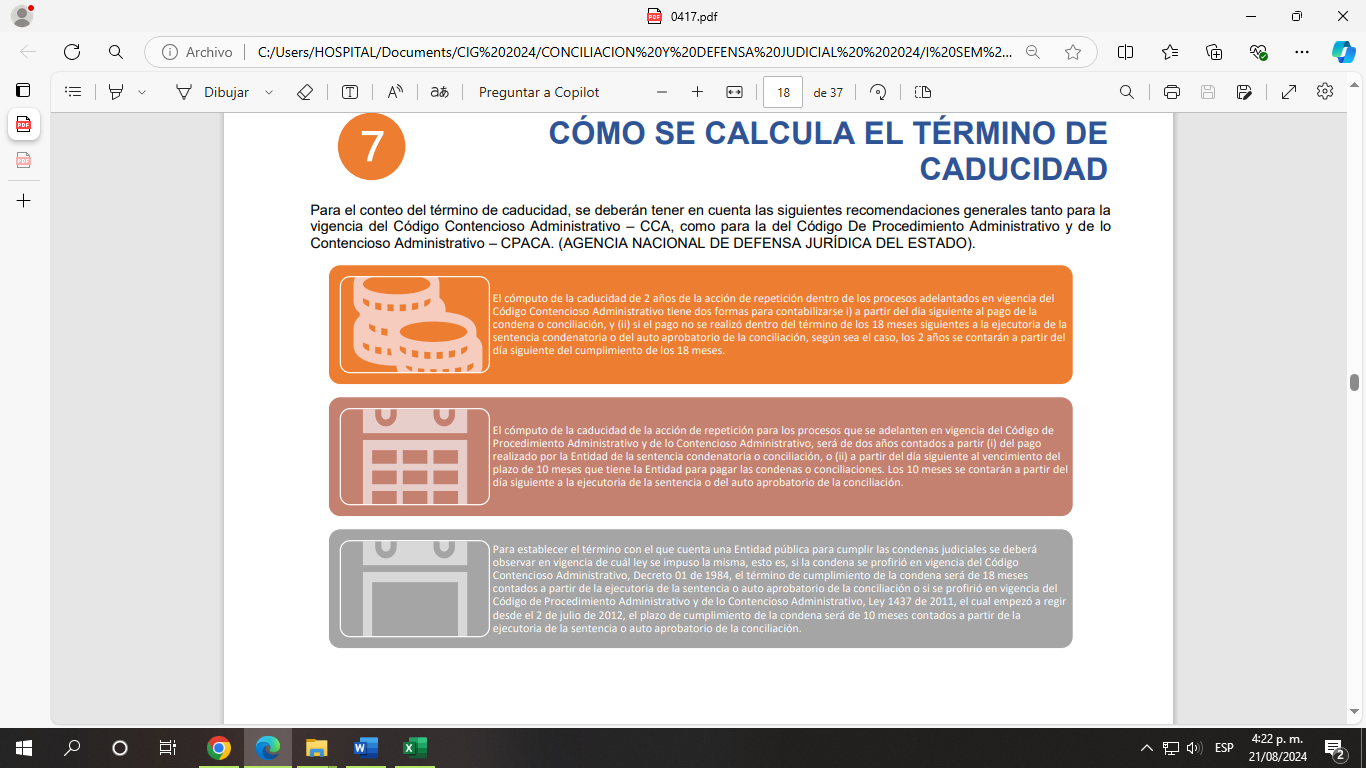 0417.pdf
Archivo
C:/Users/HOSPITAL/Documents/CIG%202024/CONCILIACION%20Y%20DEFENSA%20JUDICIAL%20%202024/I%20SEM%2...
Dibujar
aあ
Preguntar a Copilot
18
de 37
7
CÓMO SE CALCULA EL TÉRMINO DE
CADUCIDAD
Para el conteo del término de caducidad, se deberán tener en cuenta las siguientes recomendaciones generales tanto para la
vigencia del Código Contencioso Administrativo – CCA, como para la del Código De Procedimiento Administrativo y de lo
Contencioso Administrativo – CPACA. (AGENCIA NACIONAL DE DEFENSA JURÍDICA DEL ESTADO).
El cómputo de la caducidad de 2 años de la acción de repetición dentro de los procesos adelantados en vigencia del
Código Contencioso Administrativo tiene dos formas para contabilizarse i) a partir del día siguiente al pago de la
condena o conciliación, y (ii) si el pago no se realizó dentro del término de los 18 meses siguientes a la ejecutoria de la
sentencia condenatoria o del auto aprobatorio de la conciliación, según sea el caso, los 2 años se contarán a partir del
día siguiente del cumplimiento de los 18 meses.
El cómputo de la caducidad de la acción de repetición para los procesos que se adelanten en vigencia del Código de
Procedimiento Administrativo y de lo Contencioso Administrativo, será de dos años contados a partir (i) del pago
realizado por la Entidad de la sentencia condenatoria o conciliación, o (ii) a partir del día siguiente al vencimiento del
plazo de 10 meses que tiene la Entidad para pagar las condenas o conciliaciones. Los 10 meses se contarán a partir del
día siguiente a la ejecutoria de la sentencia o del auto aprobatorio de la conciliación.
Para establecer el término con el que cuenta una Entidad pública para cumplir las condenas judiciales se deberá
observar en vigencia de cuál ley se impuso la misma, esto es, si la condena se profirió en vigencia del Código
Contencioso Administrativo, Decreto 01 de 1984, el término de cumplimiento de la condena será de 18 meses
contados a partir de la ejecutoria de la sentencia o auto aprobatorio de la conciliación o si se profirió en vigencia del
Código de Procedimiento Administrativo y de lo Contencioso Administrativo, Ley 1437 de 2011, el cual empezó a regir
desde el 2 de julio de 2012, el plazo de cumplimiento de la condena será de 10 meses contados a partir de la
ejecutoria de la sentencia o auto aprobatorio de la conciliación.
ESP
4:22 p. m.
21/08/2024
2